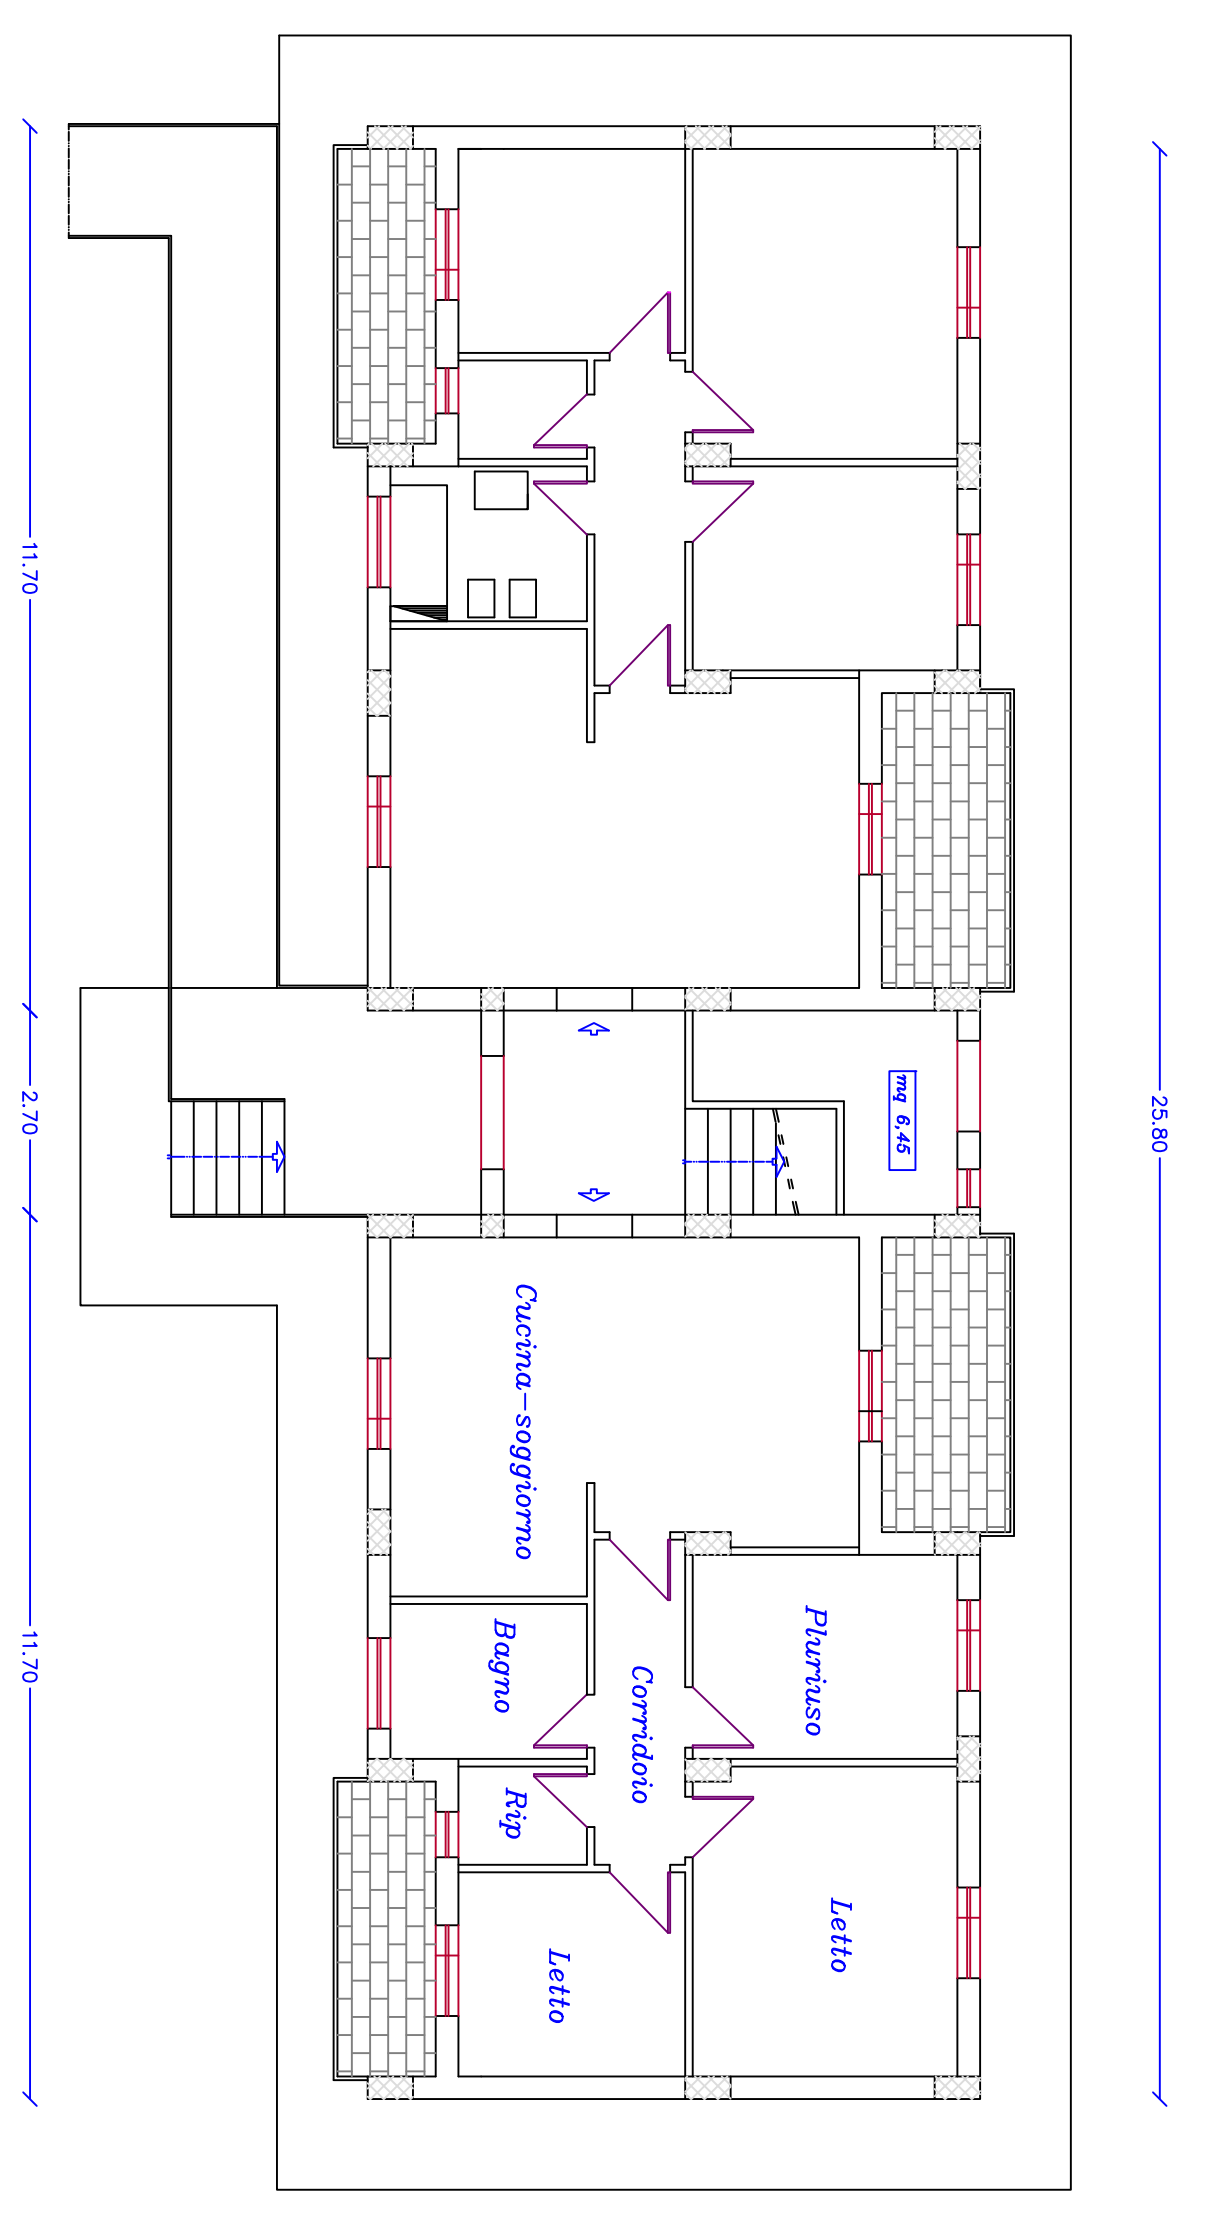 25.80
mq 6,45
Pluriuso
Letto
Corridoio
Cucina-soggiorno
Bagno
Rip
Letto
11.70
2.70
11.70